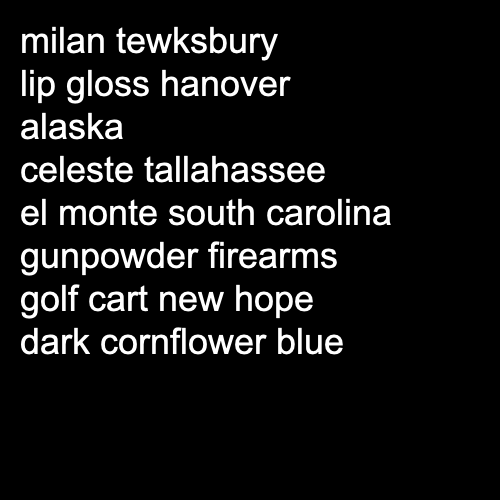 milan tewksbury
lip gloss hanover
alaska
celeste tallahassee
el monte south carolina
gunpowder firearms
golf cart new hope
dark cornflower blue